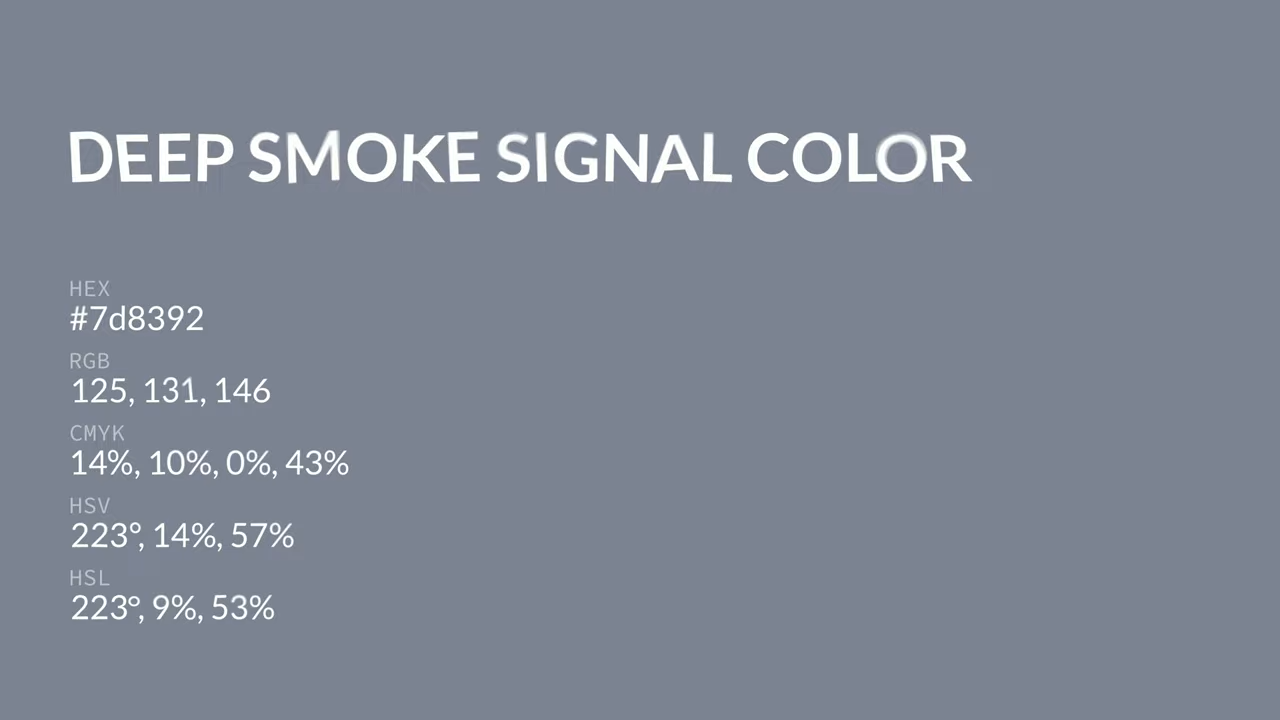 DEEP SMOKE SIGNAL COLOR
HEX
#7d8392
RGB
125, 131, 146
CMYK
14%, 10%, 0%, 43%
HSV
223°, 14%, 57%
HSL
223°, 9%, 53%